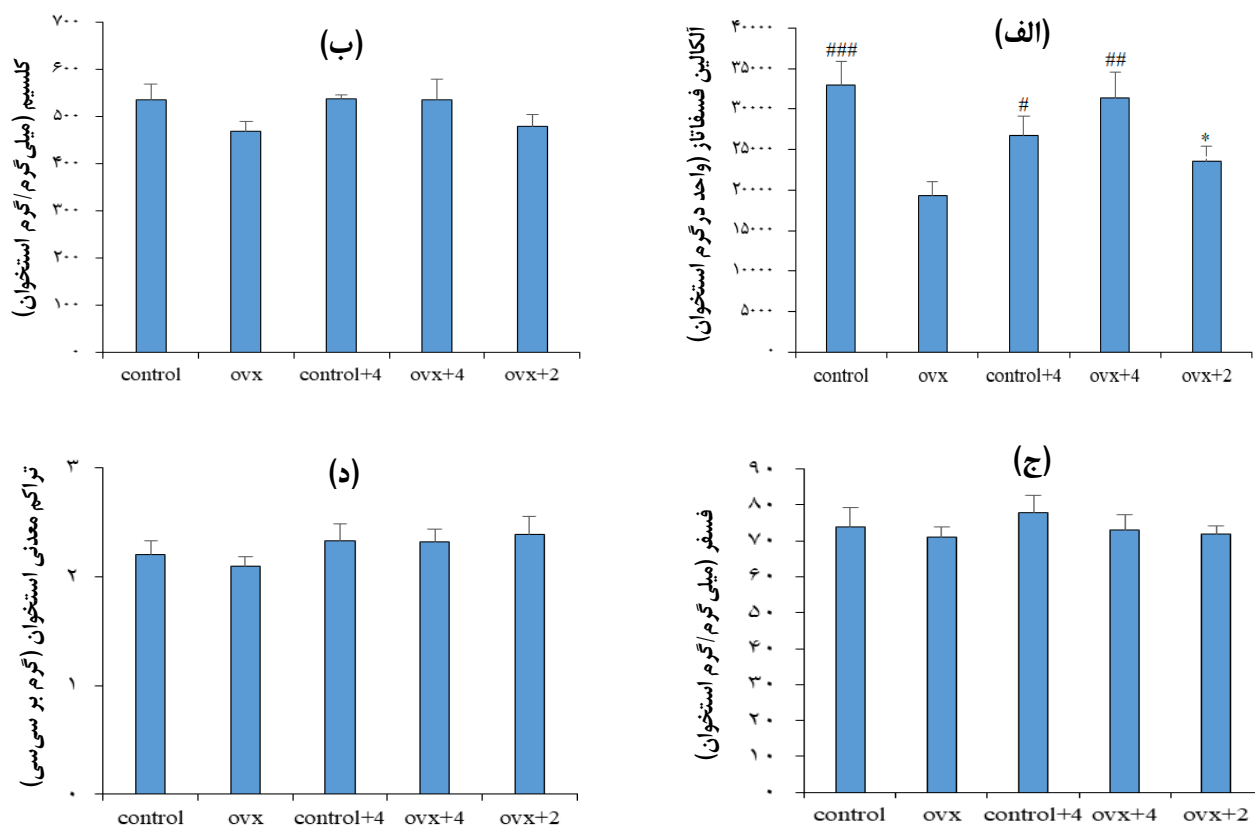 (الف)
آلکالین فسفاتاز (واحد درگرم استخوان)
۴۰۰۰۰
۳۵۰۰۰
۳۰۰۰۰
۲۵۰۰۰
۲۰۰۰۰
۱۵۰۰۰
۱۰۰۰۰
۵۰۰۰
۰
### # ## *
control ovx control+4 ovx+4 ovx+2
(ب)
کلسیم (میلی گرم/گرم استخوان)
۷۰۰
۶۰۰
۵۰۰
۴۰۰
۳۰۰
۲۰۰
۱۰۰
۰
control ovx control+4 ovx+4 ovx+2
(ج)
فسفر (میلی گرم/گرم استخوان)
۹۰
۸۰
۷۰
۶۰
۵۰
۴۰
۳۰
۲۰
۱۰
۰
control ovx control+4 ovx+4 ovx+2
(د)
تراکم معدنی استخوان (گرم بر سی‌سی)
۳
۲
۱
۰
control ovx control+4 ovx+4 ovx+2